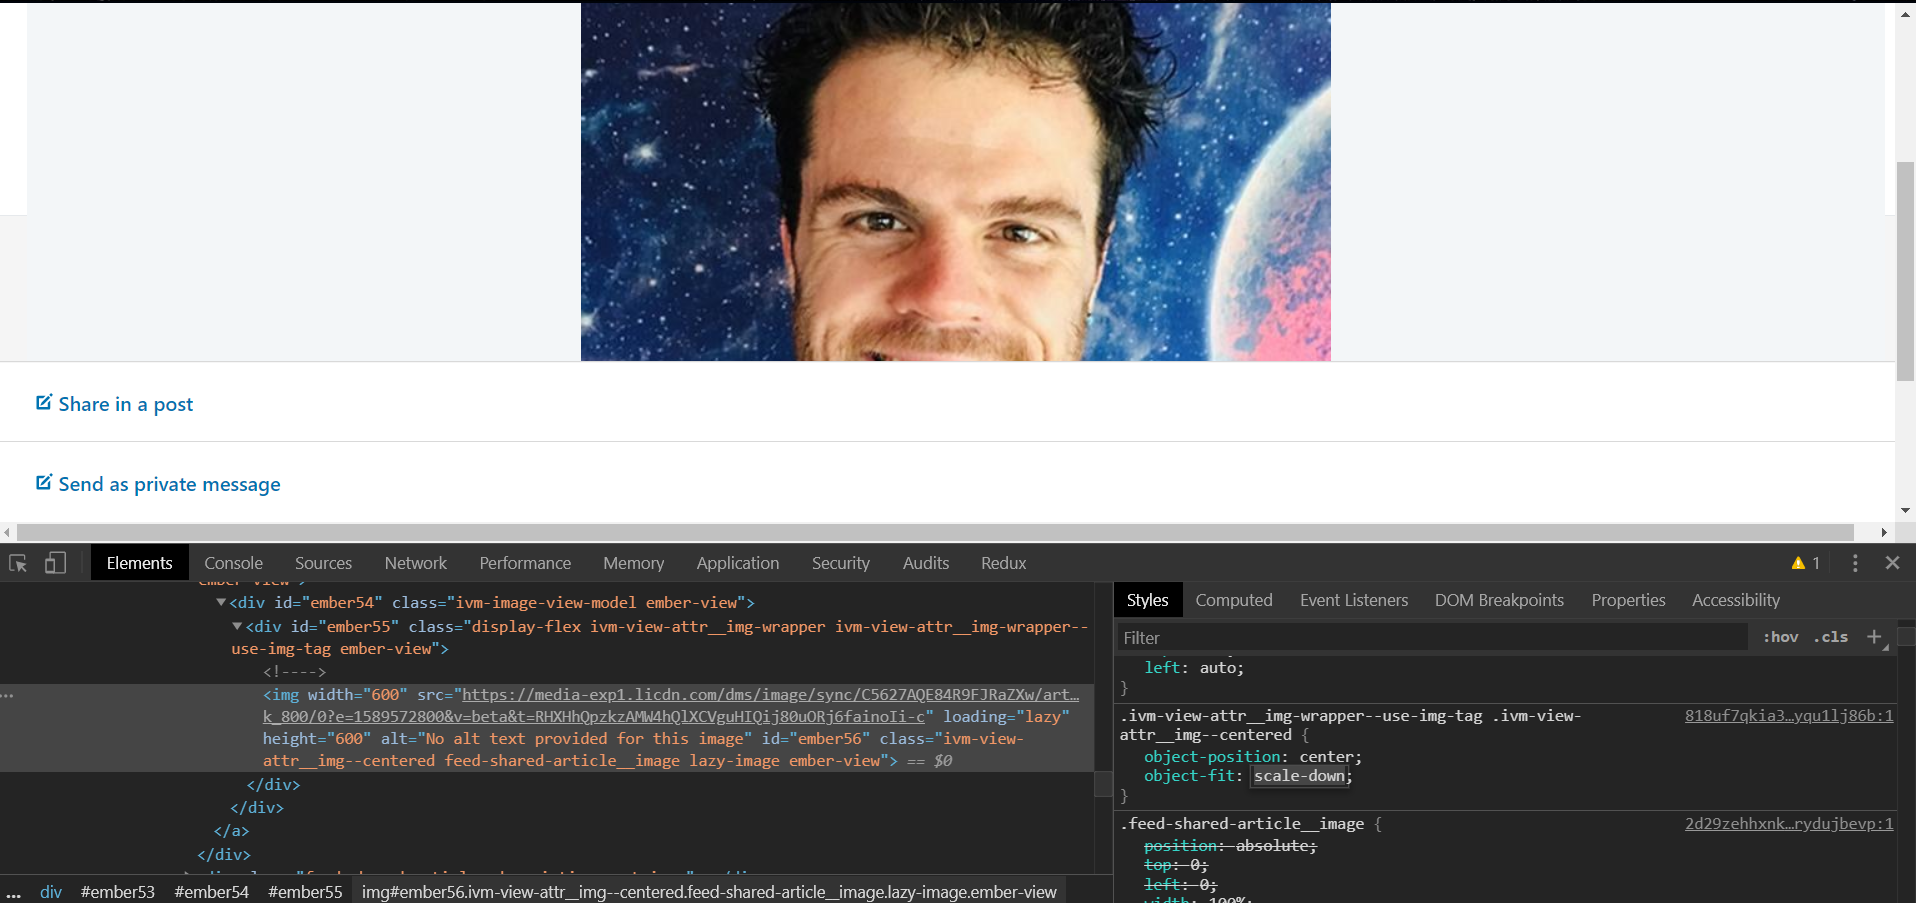 Share in a post
Send as private message
Elements Console Sources Network Performance Memory Application Security Audits Redux 1
ember-view">
<div id="ember54" class="ivm-image-view-model ember-view">
<div id="ember55" class="display-flex ivm-view-attr__img-wrapper ivm-view-attr__img-wrapper--
use-img-tag ember-view">
<!---->
<img width="600" src="https://media-exp1.licdn.com/dms/image/sync/C5627AQE84R9FJRaZXw/art…
k_800/0?e=1589572800&v=beta&t=RHXHhQpzkzAMW4hQlXCVguHIQij80uORj6fainoIi-c" loading="lazy"
height="600" alt="No alt text provided for this image" id="ember56" class="ivm-view-
attr__img--centered feed-shared-article__image lazy-image ember-view"> == $0
</div>
</div>
</a>
</div>
... div #ember53 #ember54 #ember55 img#ember56.ivm-view-attr__img--centered.feed-shared-article__image.lazy-image.ember-view
Styles Computed Event Listeners DOM Breakpoints Properties Accessibility
Filter :hov .cls +
left: auto;
}
.ivm-view-attr__img-wrapper--use-img-tag .ivm-view- 818uf7qkia3…yqu1lj86b:1
attr__img--centered {
object-position: center;
object-fit: scale-down;
}
.feed-shared-article__image { 2d29zehhxnk…rydujbevp:1
position: absolute;
top: 0;
left: 0;
width: 100%;